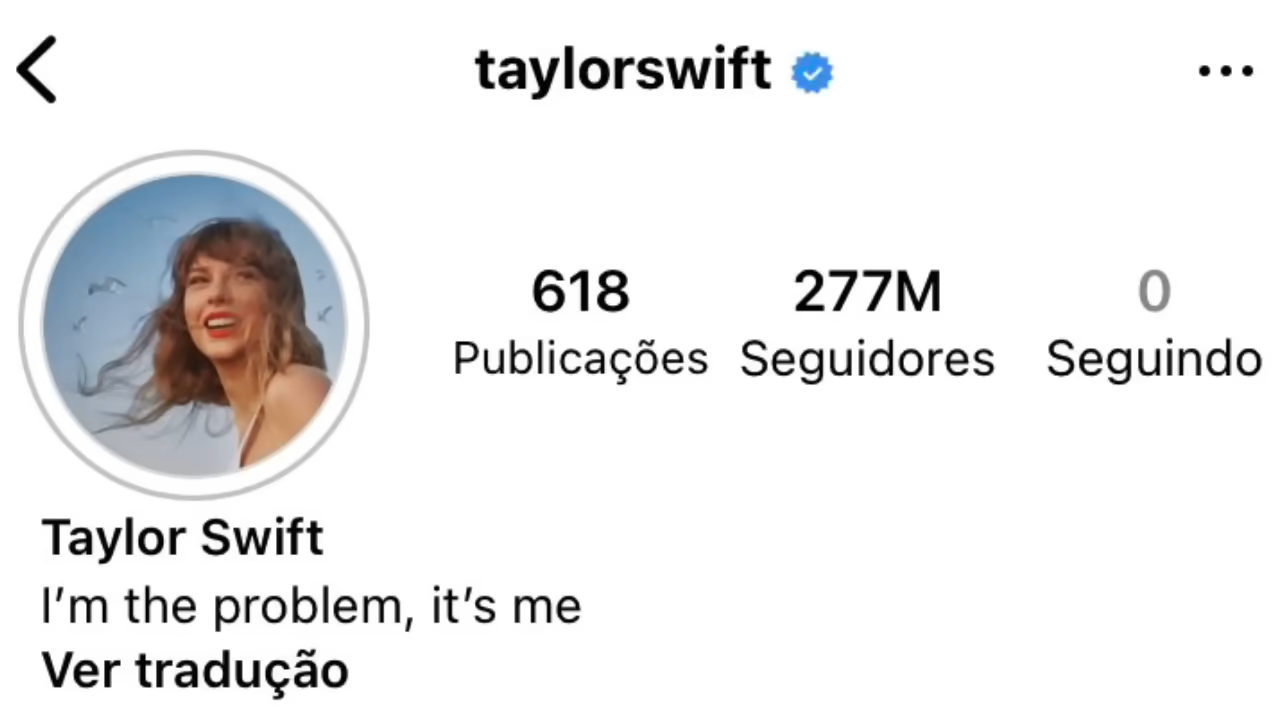 taylorswift
618 277M 0
Publicações Seguidores Seguindo
Taylor Swift
I’m the problem, it’s me
Ver tradução